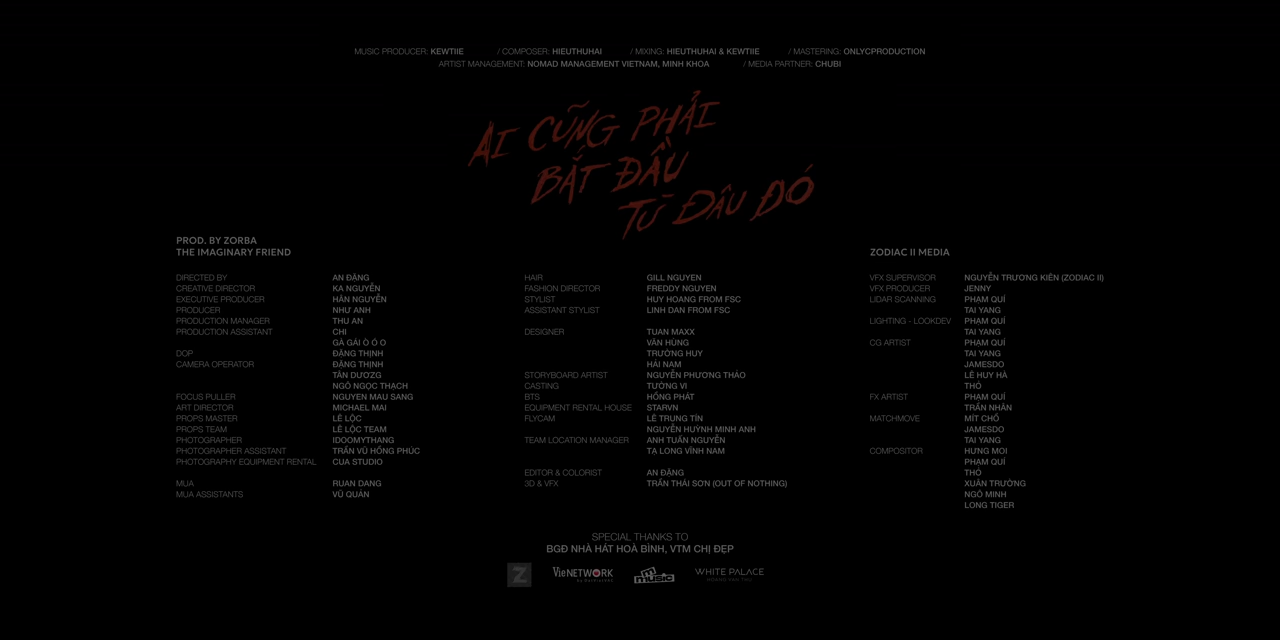 MUSIC PRODUCER: KEWTIIE / COMPOSER: HIEUTHUHAI / MIXING: HIEUTHUHAI & KEWTIIE / MASTERING: ONLYCPRODUCTION
ARTIST MANAGEMENT: NOMAD MANAGEMENT VIETNAM, MINH KHOA / MEDIA PARTNER: CHUBI
AI CŨNG PHẢI
BẮT ĐẦU
TỪ ĐÂU ĐÓ
PROD. BY ZORBA
THE IMAGINARY FRIEND
DIRECTED BY AN ĐẶNG
CREATIVE DIRECTOR KA NGUYỄN
EXECUTIVE PRODUCER HÂN NGUYỄN
PRODUCER NHƯ ANH
PRODUCTION MANAGER THU AN
PRODUCTION ASSISTANT CHI
GÀ GÁI Ò Ó O
DOP ĐẶNG THỊNH
CAMERA OPERATOR ĐẶNG THỊNH
TÂN DƯƠZG
NGÔ NGỌC THẠCH
FOCUS PULLER NGUYEN MAU SANG
ART DIRECTOR MICHAEL MAI
PROPS MASTER LÊ LỘC
PROPS TEAM LÊ LỘC TEAM
PHOTOGRAPHER IDOOMYTHANG
PHOTOGRAPHER ASSISTANT TRẦN VŨ HỒNG PHÚC
PHOTOGRAPHY EQUIPMENT RENTAL CUA STUDIO
MUA RUAN DANG
MUA ASSISTANTS VŨ QUÂN
HAIR GILL NGUYEN
FASHION DIRECTOR FREDDY NGUYEN
STYLIST HUY HOANG FROM FSC
ASSISTANT STYLIST LINH DAN FROM FSC
DESIGNER TUAN MAXX
VĂN HÙNG
TRƯỜNG HUY
HẢI NAM
STORYBOARD ARTIST NGUYỄN PHƯƠNG THẢO
CASTING TƯỜNG VI
BTS HỒNG PHÁT
EQUIPMENT RENTAL HOUSE STARVN
FLYCAM LÊ TRUNG TÍN
NGUYỄN HUỲNH MINH ANH
TEAM LOCATION MANAGER ANH TUẤN NGUYỄN
TẠ LONG VĨNH NAM
EDITOR & COLORIST AN ĐẶNG
3D & VFX TRẦN THÁI SƠN (OUT OF NOTHING)
ZODIAC II MEDIA
VFX SUPERVISOR NGUYỄN TRƯƠNG KIÊN (ZODIAC II)
VFX PRODUCER JENNY
LIDAR SCANNING PHẠM QUÍ
TAI YANG
LIGHTING - LOOKDEV PHẠM QUÍ
TAI YANG
CG ARTIST PHẠM QUÍ
TAI YANG
JAMESDO
LÊ HUY HÀ
THỎ
FX ARTIST PHẠM QUÍ
TRẦN NHÂN
MATCHMOVE MÍT CHÓ
JAMESDO
TAI YANG
COMPOSITOR HƯNG MOI
PHẠM QUÍ
THỎ
XUÂN TRƯỜNG
NGÔ MINH
LONG TIGER
SPECIAL THANKS TO
BGĐ NHÀ HÁT HOÀ BÌNH, VTM CHỊ ĐẸP
Z VieNETWORK m music WHITE PALACE
HOANG VAN THU